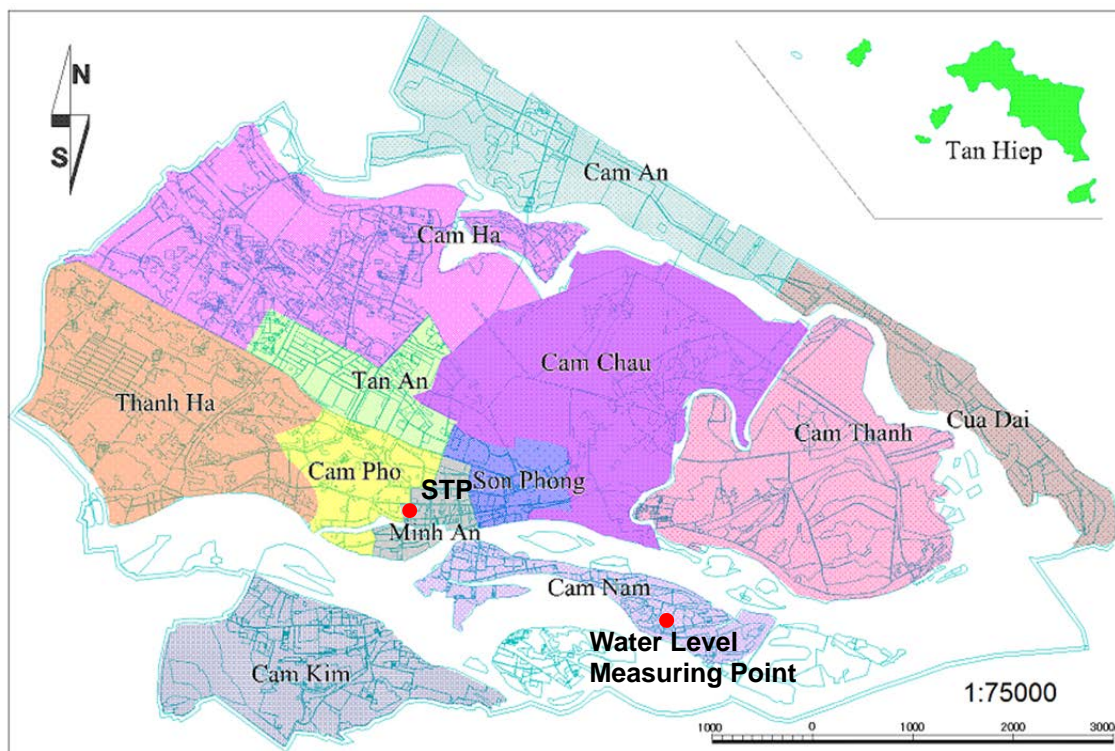 N
S
Tan Hiep
Cam An
Cam Ha
Cam Chau
Tan An
Thanh Ha
Cam Thanh
Cua Dai
Cam Pho
STP
Son Phong
Minh An
Cam Nam
Water Level
Measuring Point
Cam Kim
1:75000
1000 0 1000 2000 3000